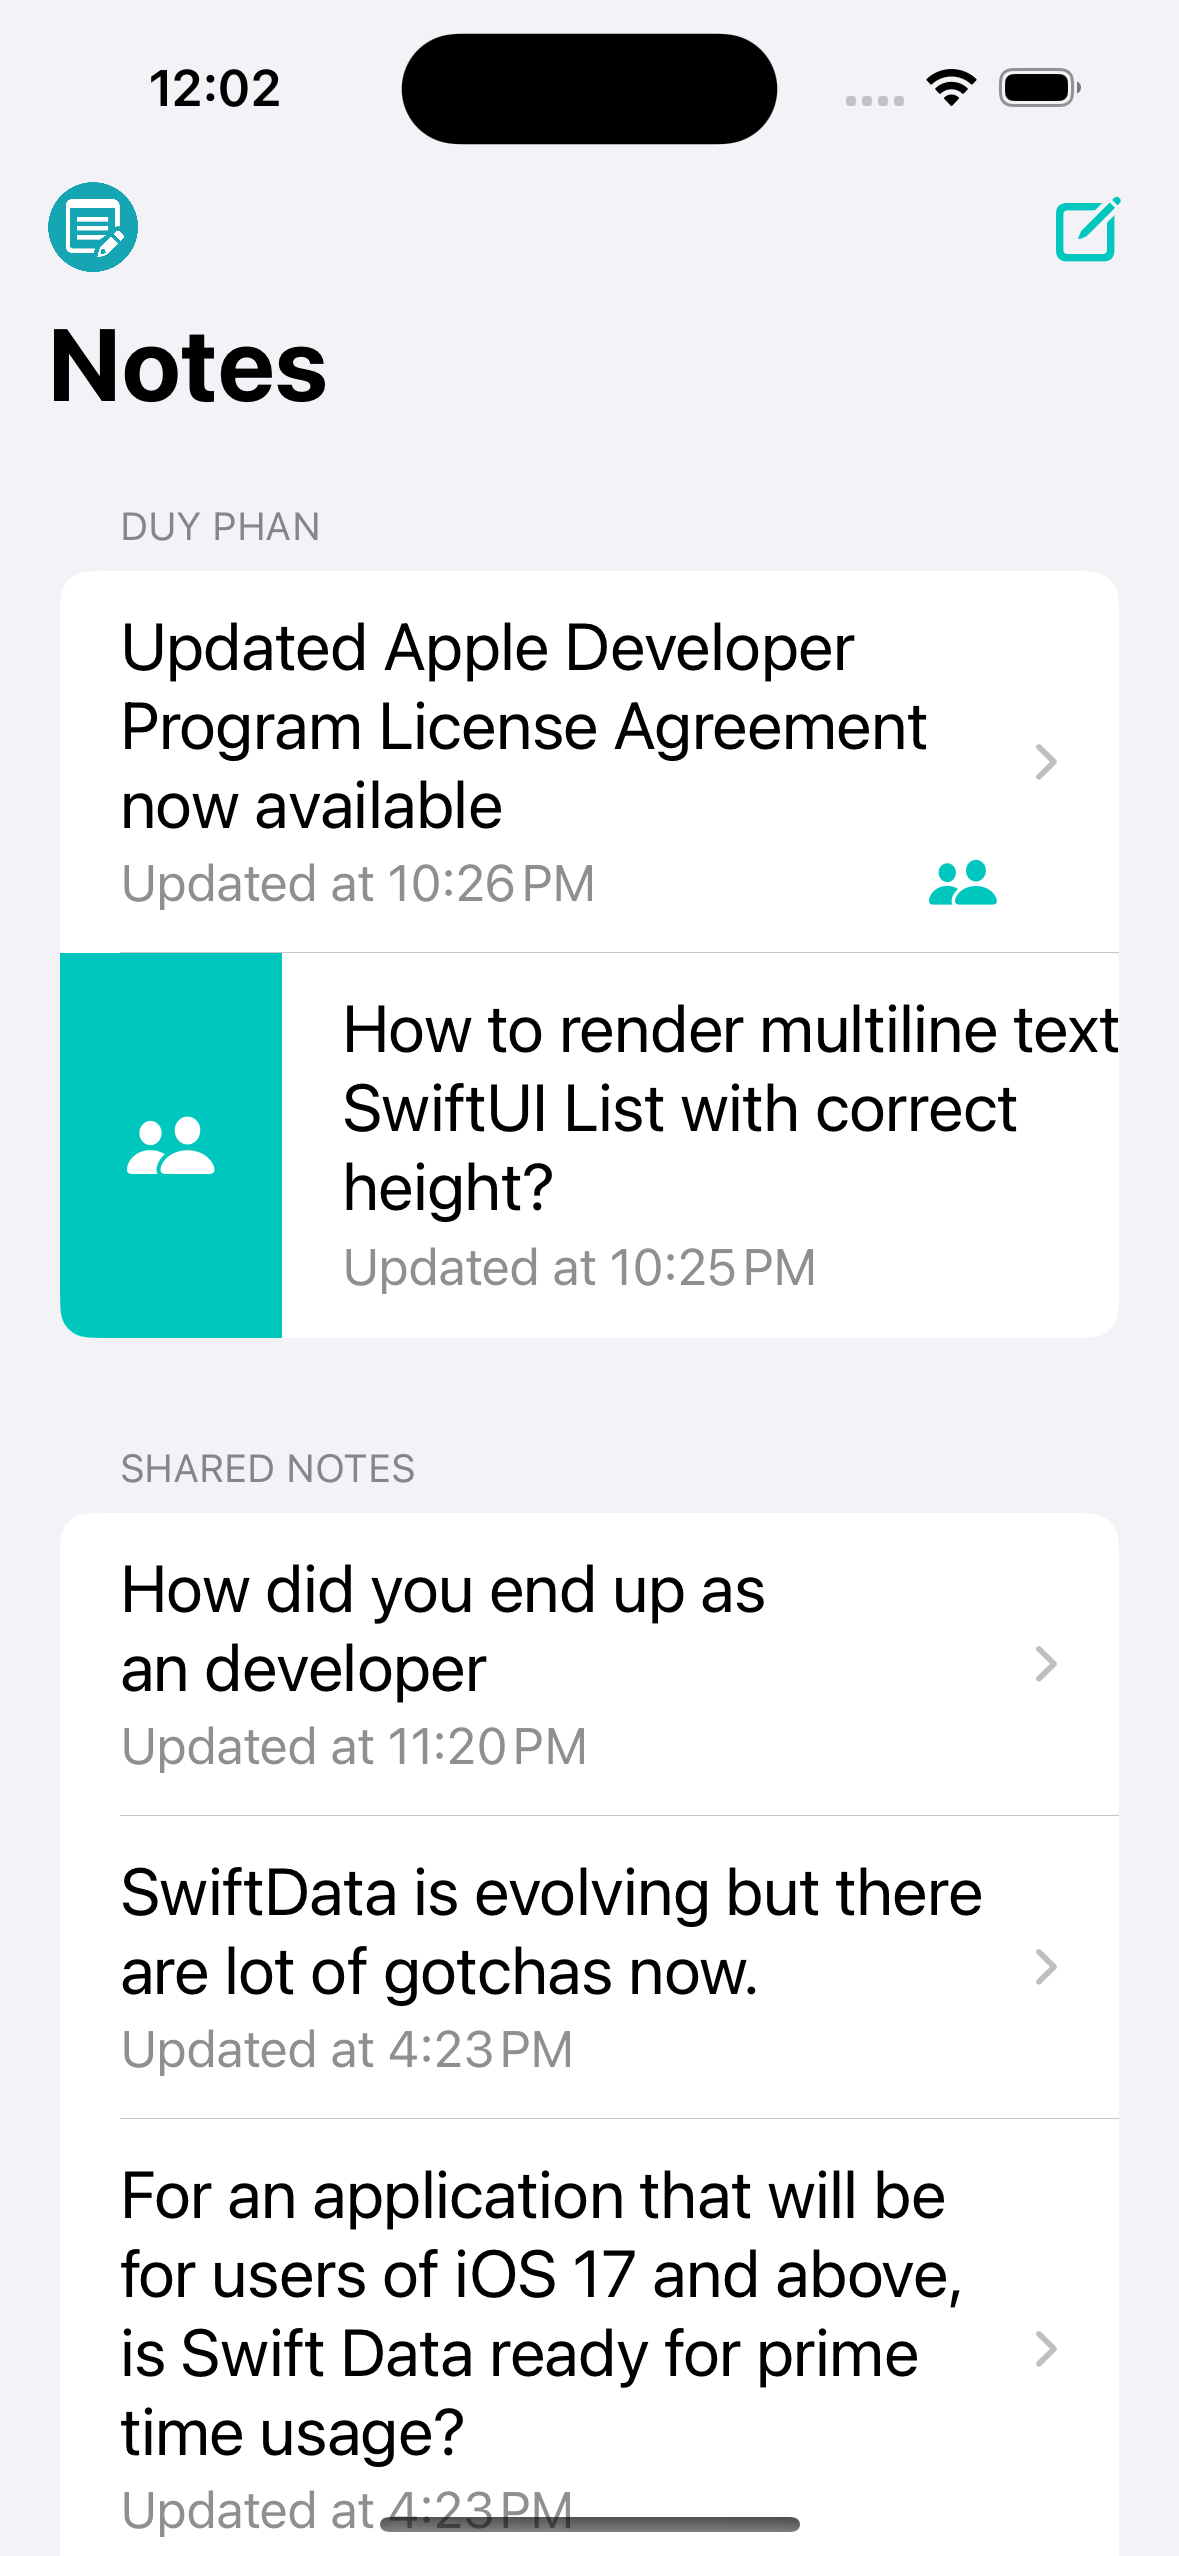 12:02
Notes
DUY PHAN
Updated Apple Developer
Program License Agreement
now available
Updated at 10:26 PM
How to render multiline text
SwiftUI List with correct
height?
Updated at 10:25 PM
SHARED NOTES
How did you end up as
an developer
Updated at 11:20 PM
SwiftData is evolving but there
are lot of gotchas now.
Updated at 4:23 PM
For an application that will be
for users of iOS 17 and above,
is Swift Data ready for prime
time usage?
Updated at 4:23 PM